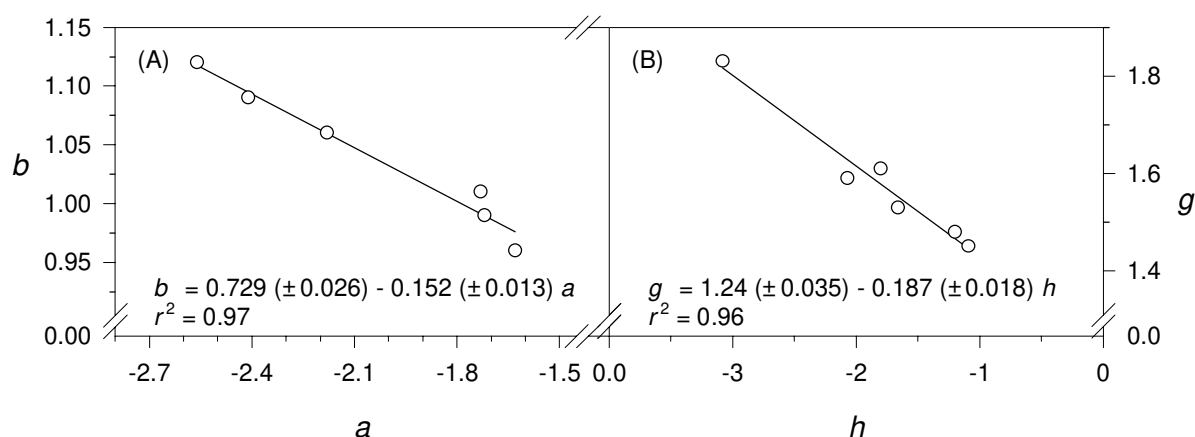 1.15
1.10
1.05
1.00
0.95
0.00
b
(A)
b = 0.729 (±0.026) - 0.152 (±0.013) a
r² = 0.97
-2.7 -2.4 -2.1 -1.8 -1.5 0.0
a
(B)
g = 1.24 (±0.035) - 0.187 (±0.018) h
r² = 0.96
-3 -2 -1 0
h
1.8
1.6
1.4
0.0
g